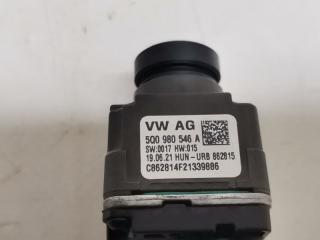 VW AG
5Q0 980 546 A
SW:0017 HW:015
19.06.21 HUN-URB 862815
C862814F21339886